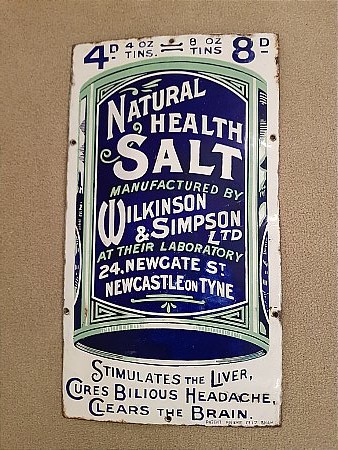 4D 4 OZ TINS. = 8 OZ TINS 8D
NATURAL
HEALTH
SALT
MANUFACTURED BY
WILKINSON
& SIMPSON
LTD
AT THEIR LABORATORY
24, NEWGATE ST
NEWCASTLE ON TYNE
STIMULATES THE LIVER,
CURES BILIOUS HEADACHE,
CLEARS THE BRAIN.